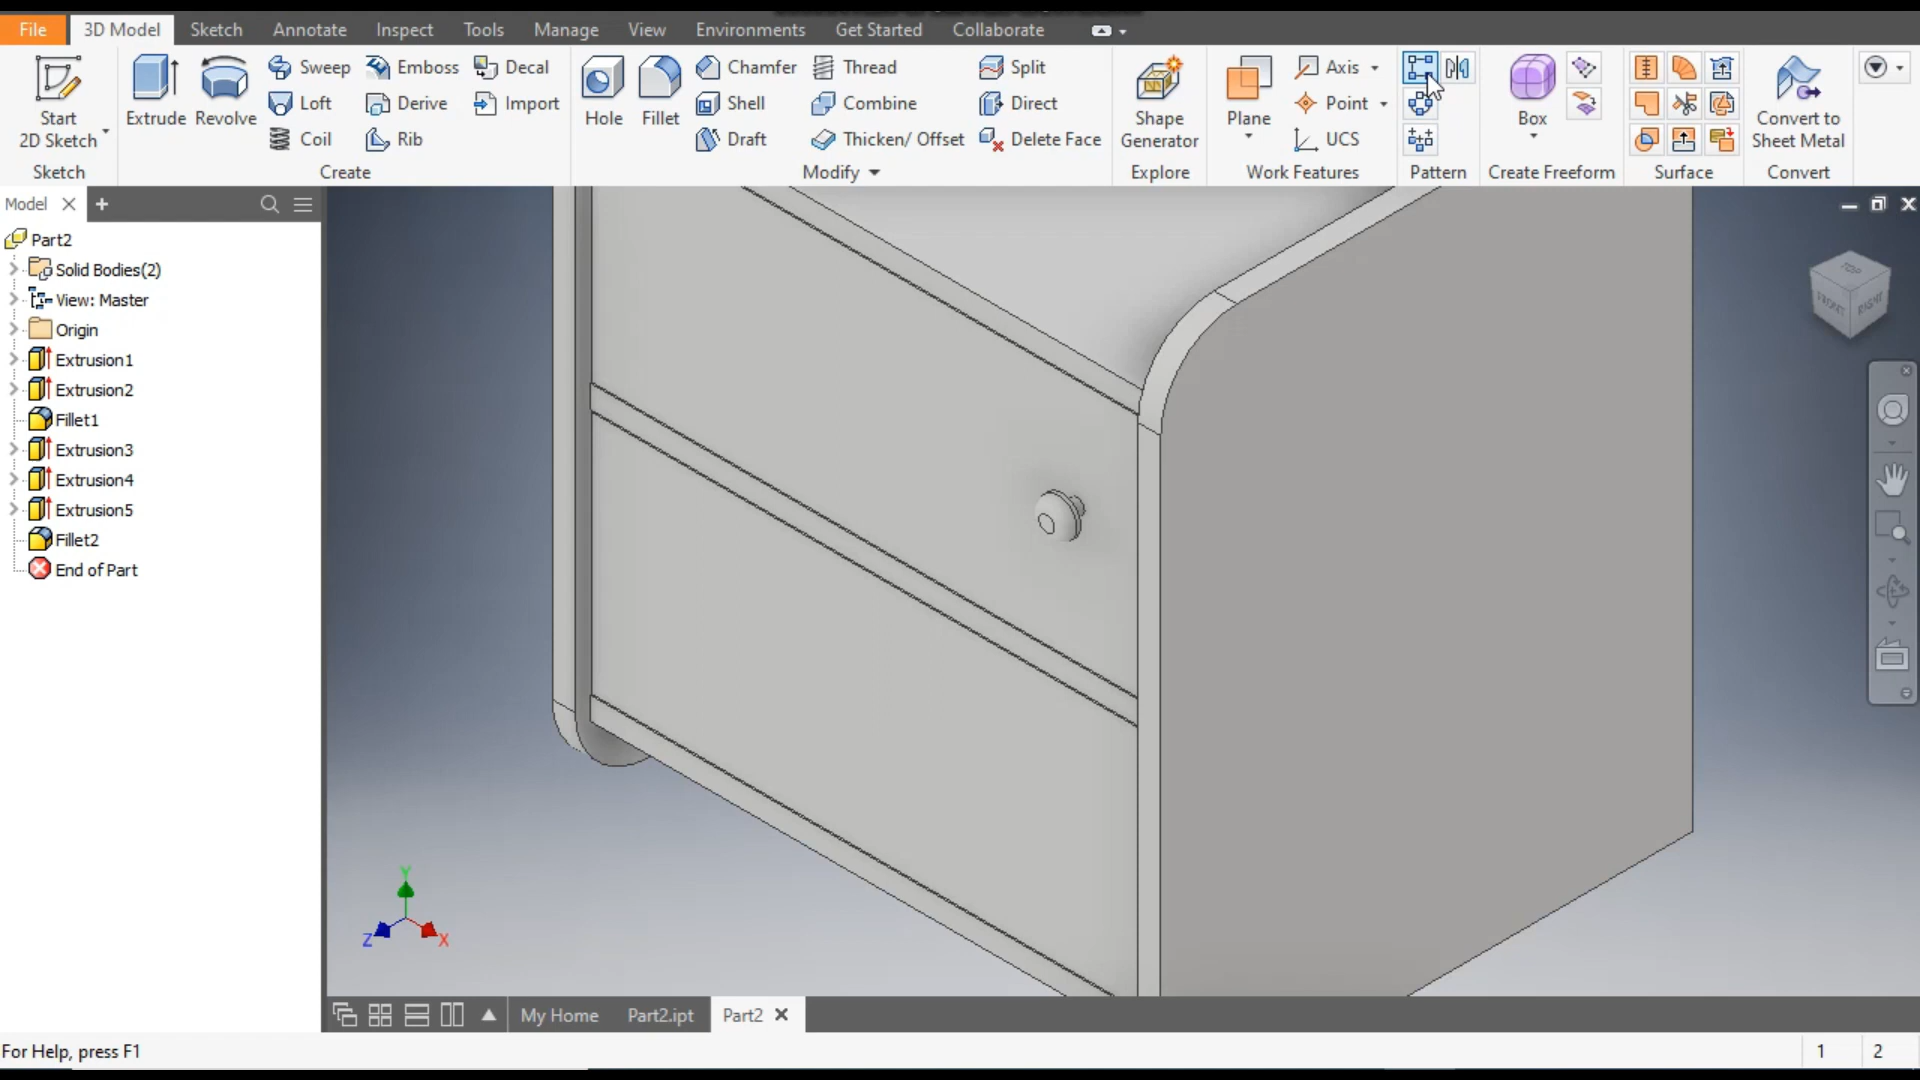 File 3D Model Sketch Annotate Inspect Tools Manage View Environments Get Started Collaborate
Start
2D Sketch
Sketch
Extrude Revolve Sweep Emboss Decal
Loft Derive Import
Coil Rib
Create
Hole Fillet Chamfer Thread Split
Shell Combine Direct
Draft Thicken/ Offset Delete Face
Modify
Shape
Generator
Explore
Plane Axis
Point
UCS
Work Features
Pattern
Box
Create Freeform
Surface
Convert to
Sheet Metal
Convert
Model
Part2
Solid Bodies(2)
View: Master
Origin
Extrusion1
Extrusion2
Fillet1
Extrusion3
Extrusion4
Extrusion5
Fillet2
End of Part
TOP
FRONT RIGHT
Y
Z X
My Home Part2.ipt Part2
For Help, press F1
1 2